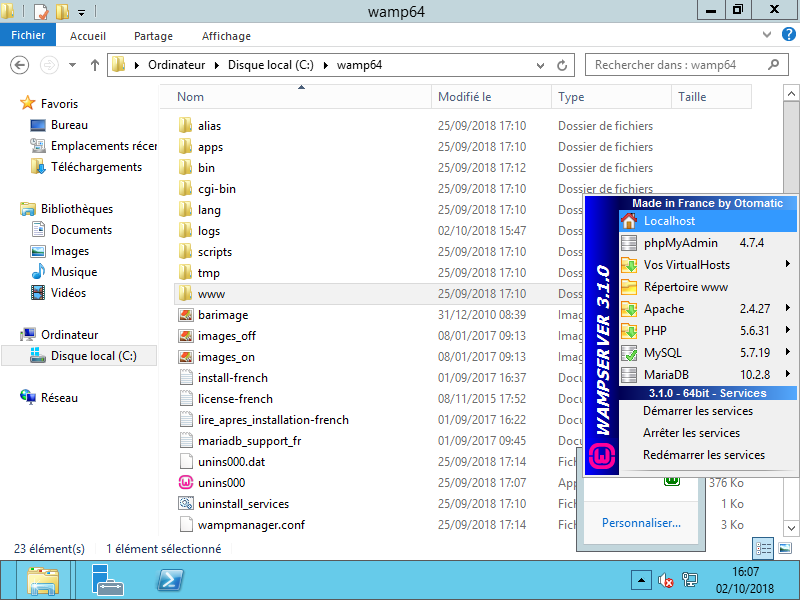 wamp64
Fichier Accueil Partage Affichage
Ordinateur Disque local (C:) wamp64
Rechercher dans : wamp64
Nom Modifié le Type Taille
Favoris
Bureau
Emplacements récer
Téléchargements
Bibliothèques
Documents
Images
Musique
Vidéos
Ordinateur
Disque local (C:)
Réseau
alias 25/09/2018 17:10 Dossier de fichiers
apps 25/09/2018 17:10 Dossier de fichiers
bin 25/09/2018 17:12 Dossier de fichiers
cgi-bin 25/09/2018 17:10 Dossier de fichiers
lang 25/09/2018 17:10 Doss
logs 02/10/2018 15:47 Doss
scripts 25/09/2018 17:10 Doss
tmp 25/09/2018 17:10 Doss
www 25/09/2018 17:10 Doss
barimage 31/12/2010 08:39 Imag
images_off 08/01/2017 09:13 Imag
images_on 08/01/2017 09:13 Imag
install-french 01/09/2017 16:37 Docu
license-french 08/11/2015 17:52 Docu
lire_apres_installation-french 01/09/2017 16:22 Docu
mariadb_support_fr 01/09/2017 09:45 Docu
unins000.dat 25/09/2018 17:14 Fich
unins000 25/09/2018 17:07 App 376 Ko
uninstall_services 25/09/2018 17:10 Fich 1 Ko
wampmanager.conf 25/09/2018 17:14 Fich 3 Ko
Made in France by Otomatic
WAMPSERVER 3.1.0
Localhost
phpMyAdmin 4.7.4
Vos VirtualHosts
Répertoire www
Apache 2.4.27
PHP 5.6.31
MySQL 5.7.19
MariaDB 10.2.8
3.1.0 - 64bit - Services
Démarrer les services
Arrêter les services
Redémarrer les services
Personnaliser...
23 élément(s) 1 élément sélectionné
16:07
02/10/2018